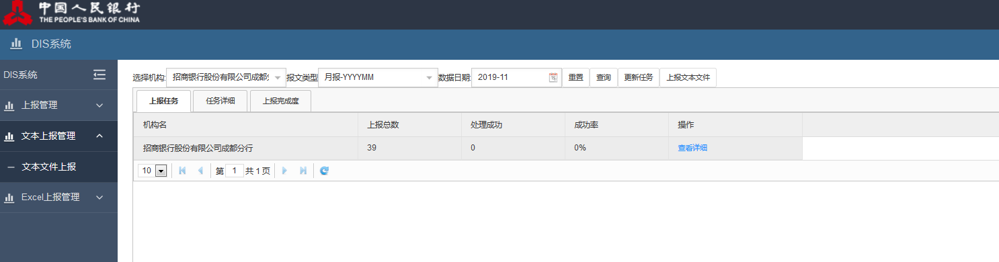 中国人民银行
THE PEOPLE'S BANK OF CHINA
DIS系统
DIS系统
上报管理
文本上报管理
文本文件上报
Excel上报管理
选择机构: 招商银行股份有限公司成都分 报文类型 月报-YYYYMM 数据日期: 2019-11 重置 查询 更新任务 上报文本文件
上报任务 任务详细 上报完成度
机构名 上报总数 处理成功 成功率 操作
招商银行股份有限公司成都分行 39 0 0% 查看详细
10 第 1 共1页